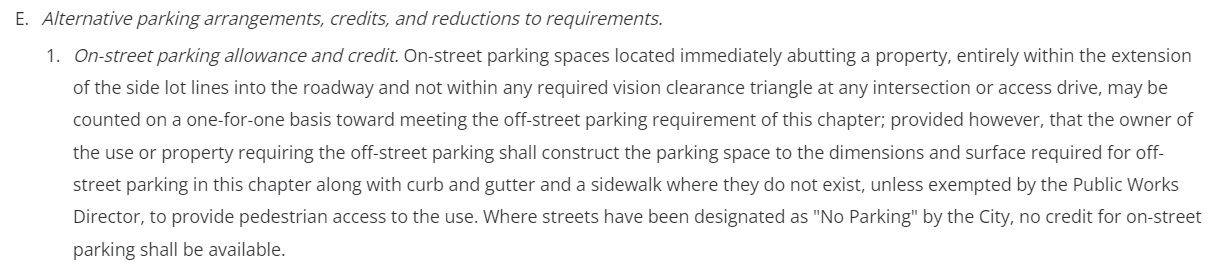 E. Alternative parking arrangements, credits, and reductions to requirements.
1. On-street parking allowance and credit. On-street parking spaces located immediately abutting a property, entirely within the extension
of the side lot lines into the roadway and not within any required vision clearance triangle at any intersection or access drive, may be
counted on a one-for-one basis toward meeting the off-street parking requirement of this chapter; provided however, that the owner of
the use or property requiring the off-street parking shall construct the parking space to the dimensions and surface required for off-
street parking in this chapter along with curb and gutter and a sidewalk where they do not exist, unless exempted by the Public Works
Director, to provide pedestrian access to the use. Where streets have been designated as "No Parking" by the City, no credit for on-street
parking shall be available.